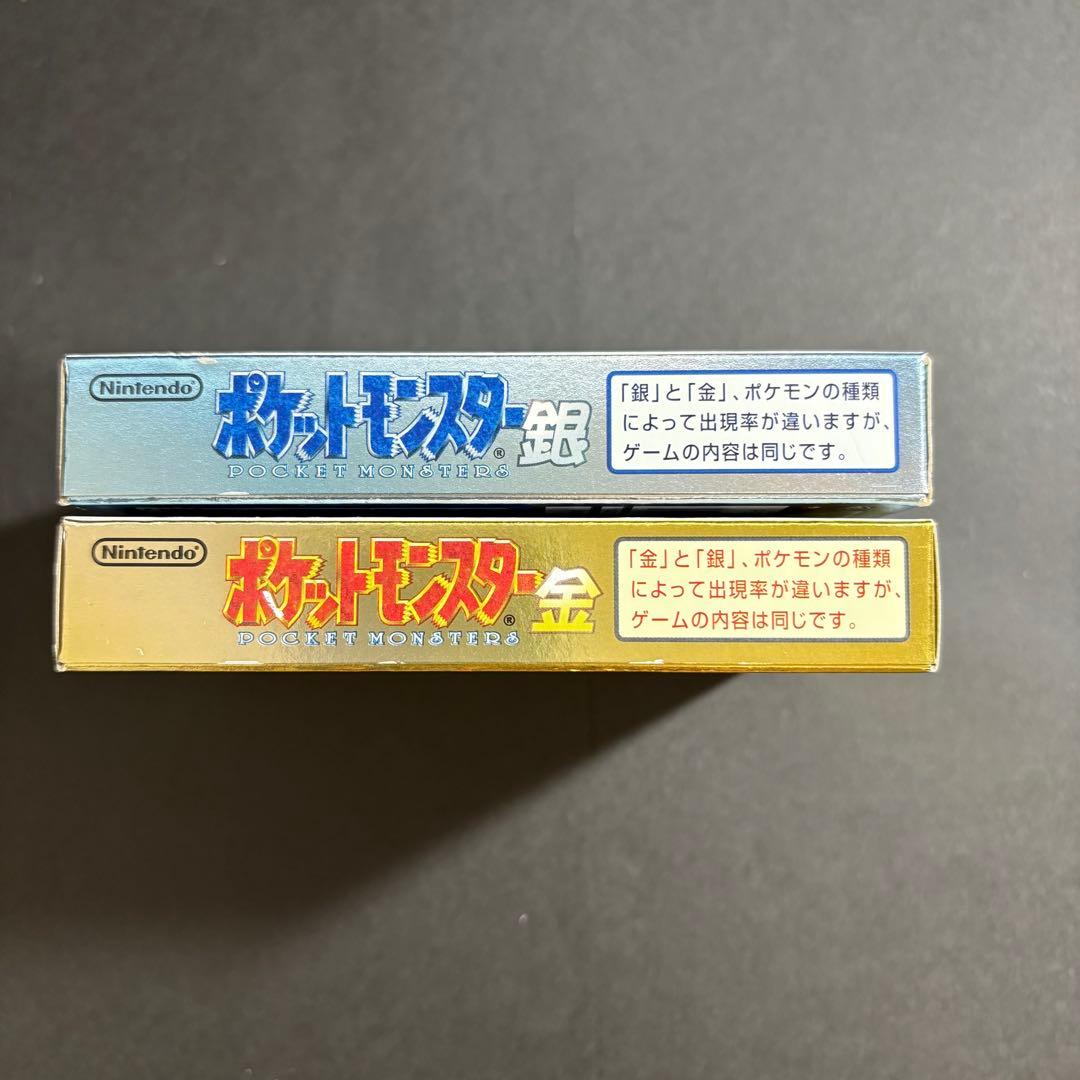 Nintendo®
ポケットモンスター銀
®
POCKET MONSTERS
「銀」と「金」、ポケモンの種類
によって出現率が違いますが、
ゲームの内容は同じです。
Nintendo®
ポケットモンスター金
®
POCKET MONSTERS
「金」と「銀」、ポケモンの種類
によって出現率が違いますが、
ゲームの内容は同じです。